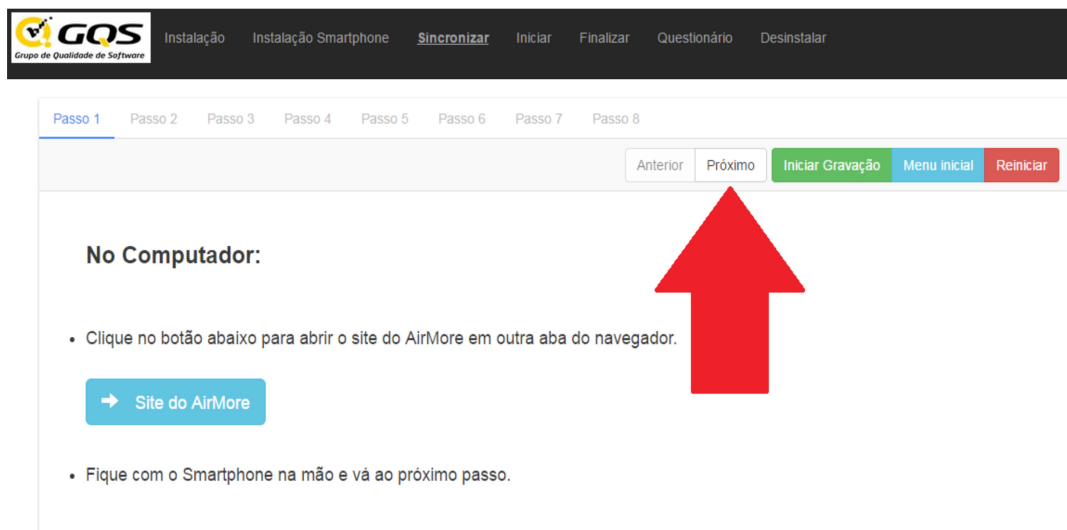 GQS
Grupo de Qualidade de Software
Instalação Instalação Smartphone Sincronizar Iniciar Finalizar Questionário Desinstalar
Passo 1 Passo 2 Passo 3 Passo 4 Passo 5 Passo 6 Passo 7 Passo 8
Anterior Próximo Iniciar Gravação Menu inicial Reiniciar
No Computador:
• Clique no botão abaixo para abrir o site do AirMore em outra aba do navegador.
Site do AirMore
• Fique com o Smartphone na mão e vá ao próximo passo.